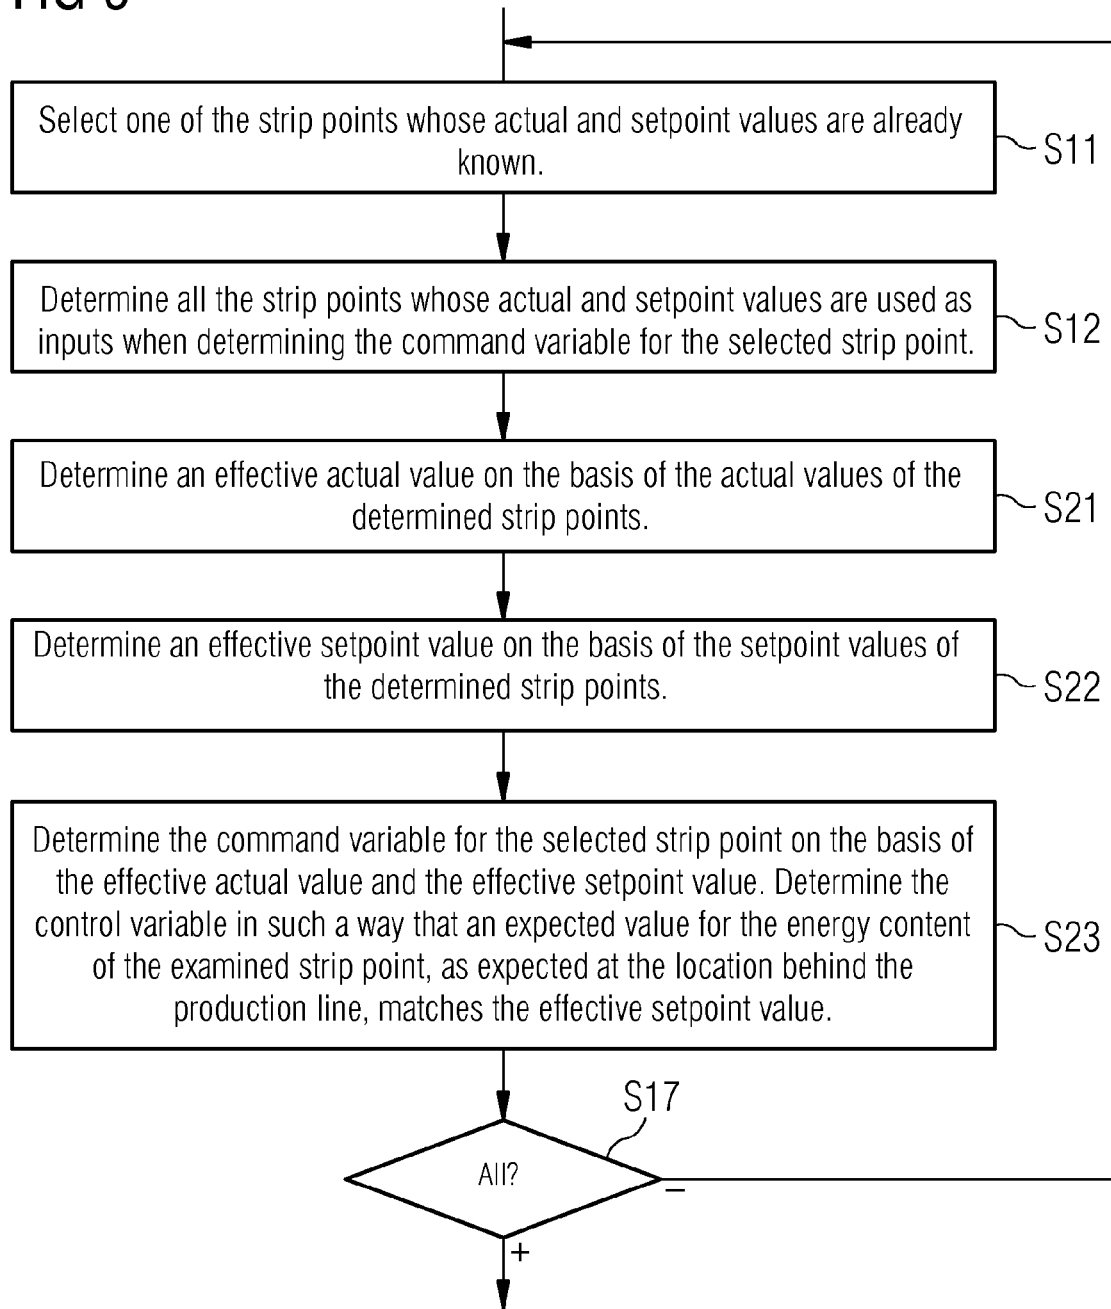 Select one of the strip points whose actual and setpoint values are already
known.
S11
Determine all the strip points whose actual and setpoint values are used as
inputs when determining the command variable for the selected strip point.
S12
Determine an effective actual value on the basis of the actual values of the
determined strip points.
S21
Determine an effective setpoint value on the basis of the setpoint values of
the determined strip points.
S22
Determine the command variable for the selected strip point on the basis of
the effective actual value and the effective setpoint value. Determine the
control variable in such a way that an expected value for the energy content
of the examined strip point, as expected at the location behind the
production line, matches the effective setpoint value.
S23
S17
All?
–
+